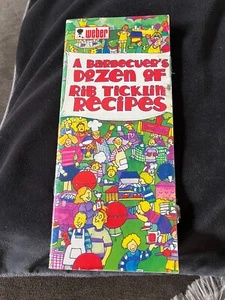 weber
A BARBECUER'S
DOZEN OF
RIB TICKLIN'
RECIPES